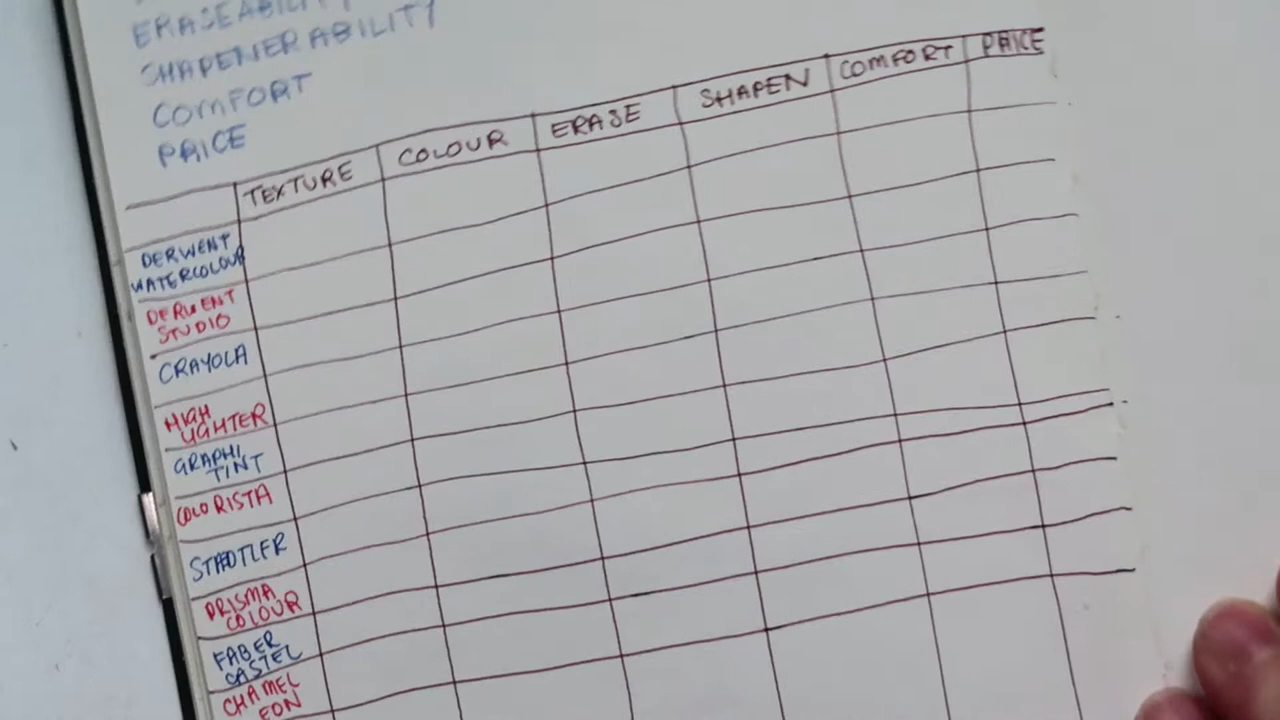 ERASEABILITY
SHAPENERABILITY
COMFORT
PRICE
TEXTURE COLOUR ERASE SHAPEN COMFORT PRICE
DERWENT
WATERCOLOUR
DERWENT
STUDIO
CRAYOLA
HIGH
LIGHTER
GRAPHI
TINT
COLORISTA
STAEDTLER
PRISMA
COLOUR
FABER
CASTEL
CHAMEL
EON